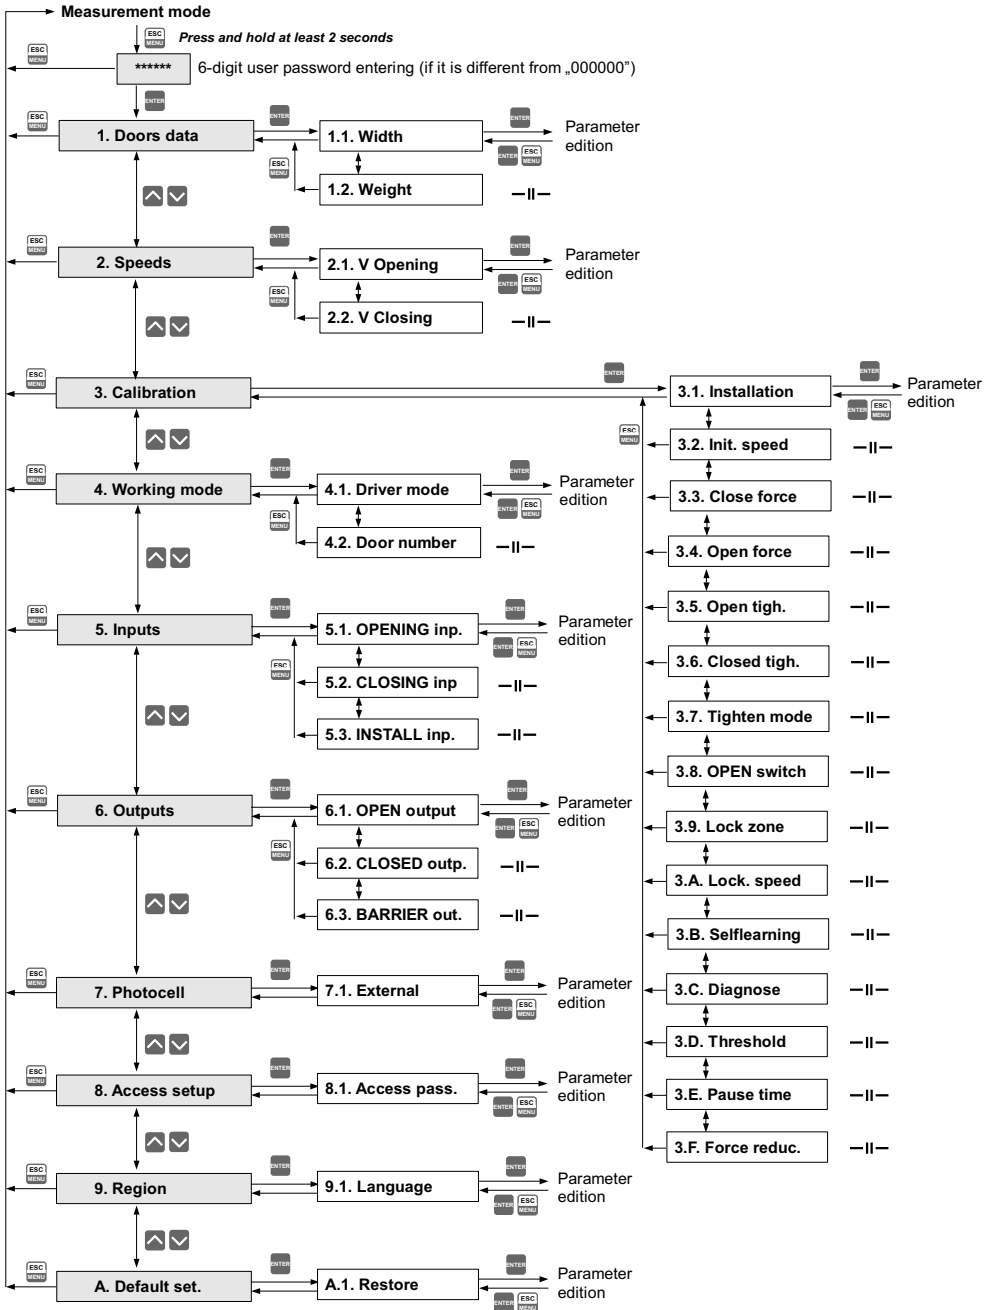 Measurement mode
ESC
MENU
Press and hold at least 2 seconds
ESC
MENU
******
6-digit user password entering (if it is different from „000000”)
ENTER
ESC
MENU
1. Doors data
ENTER
1.1. Width
ENTER
ENTER ESC
MENU
Parameter
edition
ESC
MENU
1.2. Weight
—II—
ESC
MENU
2. Speeds
ENTER
2.1. V Opening
ENTER
ENTER ESC
MENU
Parameter
edition
ESC
MENU
2.2. V Closing
—II—
ESC
MENU
3. Calibration
ENTER
3.1. Installation
ENTER
ENTER ESC
MENU
Parameter
edition
ESC
MENU
3.2. Init. speed
—II—
3.3. Close force
—II—
3.4. Open force
—II—
3.5. Open tigh.
—II—
3.6. Closed tigh.
—II—
3.7. Tighten mode
—II—
3.8. OPEN switch
—II—
3.9. Lock zone
—II—
3.A. Lock. speed
—II—
3.B. Selflearning
—II—
3.C. Diagnose
—II—
3.D. Threshold
—II—
3.E. Pause time
—II—
3.F. Force reduc.
—II—
ESC
MENU
4. Working mode
ENTER
4.1. Driver mode
ENTER
ENTER ESC
MENU
Parameter
edition
ESC
MENU
4.2. Door number
—II—
ESC
MENU
5. Inputs
ENTER
5.1. OPENING inp.
ENTER
ENTER ESC
MENU
Parameter
edition
ESC
MENU
5.2. CLOSING inp
—II—
5.3. INSTALL inp.
—II—
ESC
MENU
6. Outputs
ENTER
6.1. OPEN output
ENTER
ENTER ESC
MENU
Parameter
edition
ESC
MENU
6.2. CLOSED outp.
—II—
6.3. BARRIER out.
—II—
ESC
MENU
7. Photocell
ENTER
7.1. External
ENTER
ENTER ESC
MENU
Parameter
edition
ESC
MENU
8. Access setup
ENTER
8.1. Access pass.
ENTER
ENTER ESC
MENU
Parameter
edition
ESC
MENU
9. Region
ENTER
9.1. Language
ENTER
ENTER ESC
MENU
Parameter
edition
ESC
MENU
A. Default set.
ENTER
A.1. Restore
ENTER
ENTER ESC
MENU
Parameter
edition